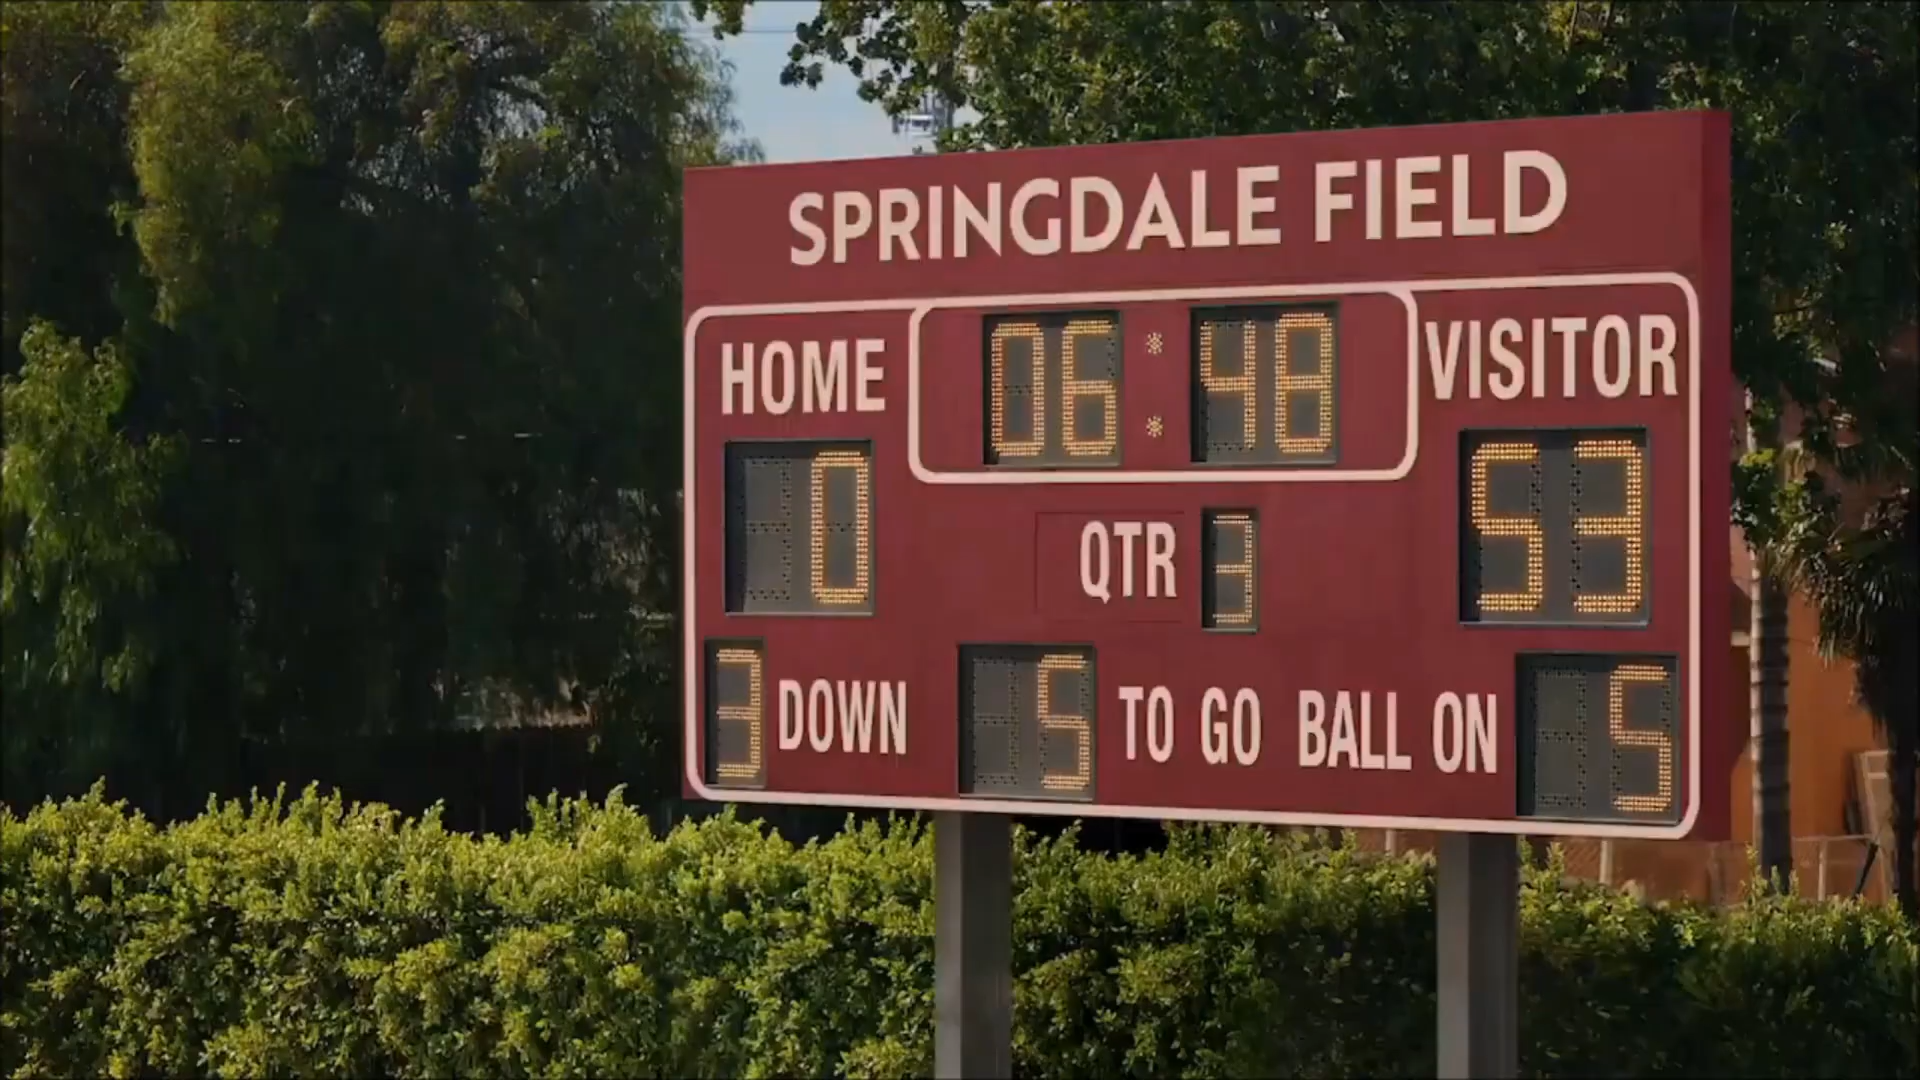 SPRINGDALE FIELD
HOME 06:48 VISITOR
0 53
QTR 3
3 DOWN 5 TO GO BALL ON 5